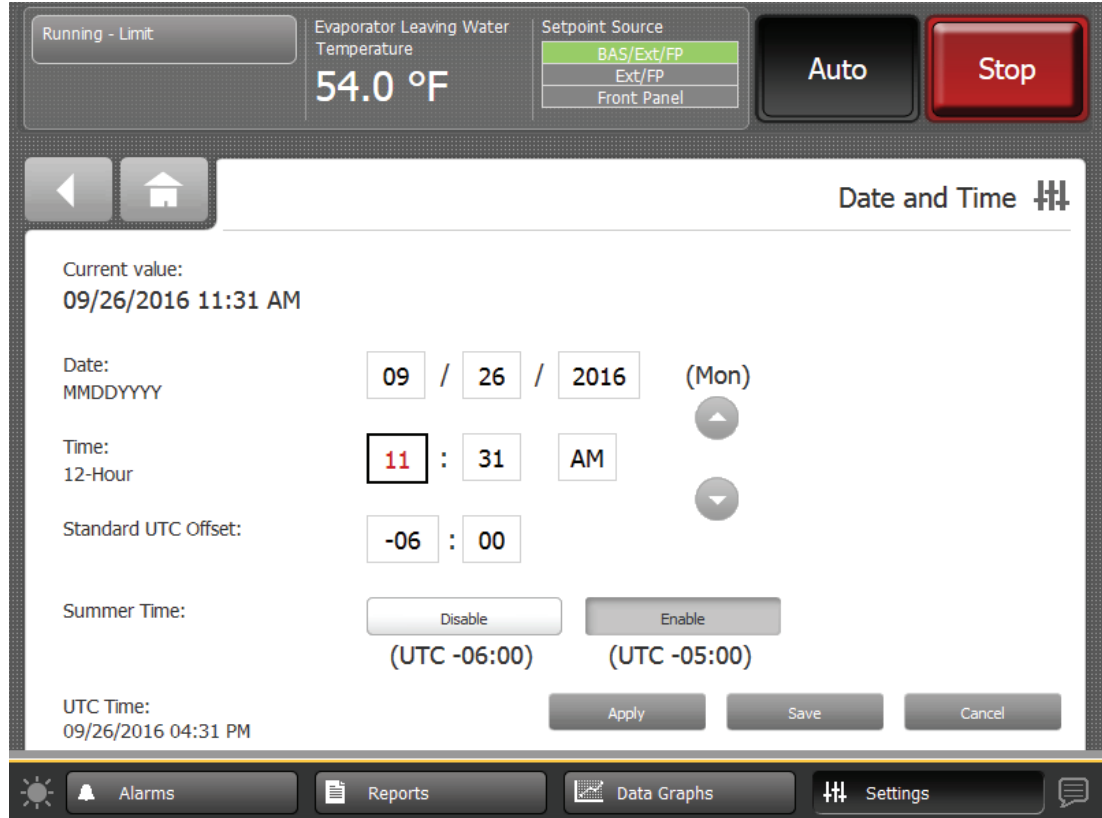 Running - Limit
Evaporator Leaving Water
Temperature
54.0 °F
Setpoint Source
BAS/Ext/FP
Ext/FP
Front Panel
Auto
Stop
Date and Time
Current value:
09/26/2016 11:31 AM
Date:
MMDDYYYY
09 / 26 / 2016 (Mon)
Time:
12-Hour
11 : 31 AM
Standard UTC Offset:
-06 : 00
Summer Time:
Disable Enable
(UTC -06:00) (UTC -05:00)
UTC Time:
09/26/2016 04:31 PM
Apply Save Cancel
Alarms Reports Data Graphs Settings